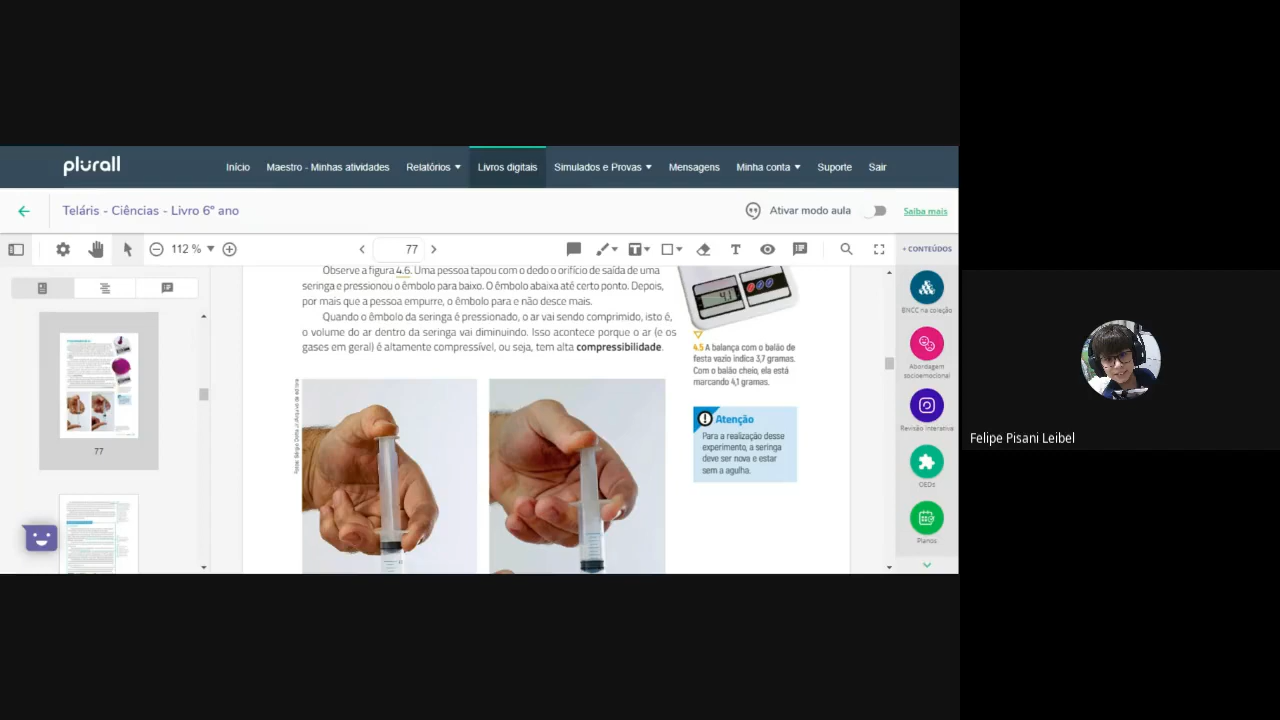 plurall
Início Maestro - Minhas atividades Relatórios Livros digitais Simulados e Provas Mensagens Minha conta Suporte Sair
Teláris - Ciências - Livro 6º ano
Ativar modo aula Saiba mais
112 % 77
+ CONTEÚDOS
Observe a figura 4.6. Uma pessoa tapou com o dedo o orifício de saída de uma
seringa e pressionou o êmbolo para baixo. O êmbolo abaixa até certo ponto. Depois,
por mais que a pessoa empurre, o êmbolo para e não desce mais.
Quando o êmbolo da seringa é pressionado, o ar vai sendo comprimido, isto é,
o volume do ar dentro da seringa vai diminuindo. Isso acontece porque o ar (e os
gases em geral) é altamente compressível, ou seja, tem alta compressibilidade.
4.5 A balança com o balão de
festa vazio indica 3,7 gramas.
Com o balão cheio, ela está
marcando 4,1 gramas.
Atenção
Para a realização desse
experimento, a seringa
deve ser nova e estar
sem a agulha.
77
BNCC na coleção
Abordagem
socioemocional
Revisão Interativa
OEDs
Planos
Felipe Pisani Leibel